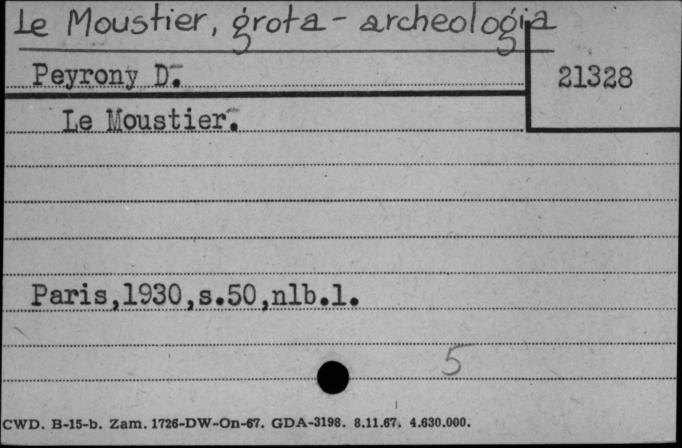 Le Moustier, grota - archeologia
Peyrony D.
21328
Le Moustier.
Paris,1930,s.50,nlb.1.
5
CWD. B-15-b. Zam. 1726-DW-On-67. GDA-3198. 8.11.67. 4.630.000.